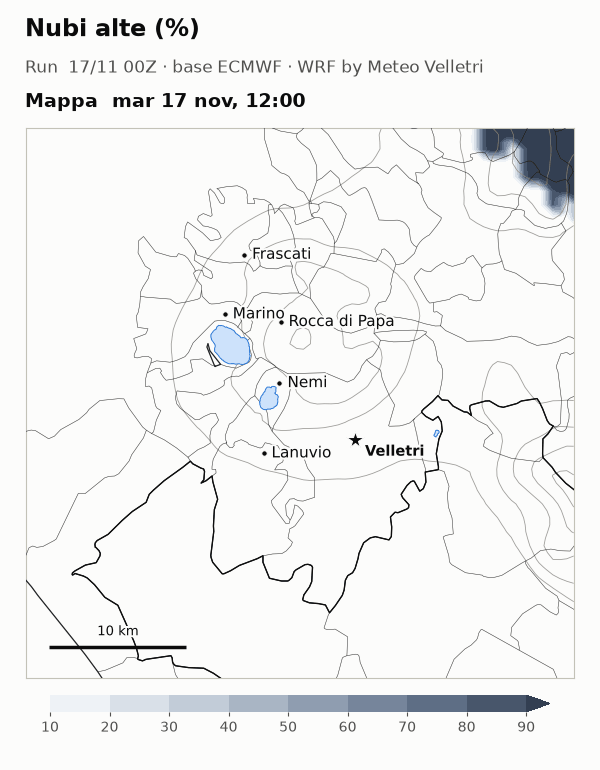 Nubi alte (%)
Run  17/11 00Z · base ECMWF · WRF by Meteo Velletri
Mappa  mar 17 nov, 12:00
Frascati
Marino
Rocca di Papa
Nemi
Velletri
Lanuvio
10 km
10 20 30 40 50 60 70 80 90